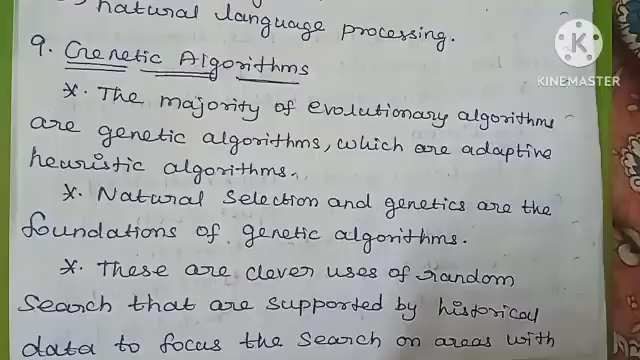 natural language processing.
9. Genetic Algorithms
*. The majority of evolutionary algorithms
are genetic algorithms, which are adaptive
heuristic algorithms.
*. Natural Selection and genetics are the
foundations of genetic algorithms.
*. These are clever uses of random
Search that are supported by historical
data to focus the search on areas with
K
KINEMASTER